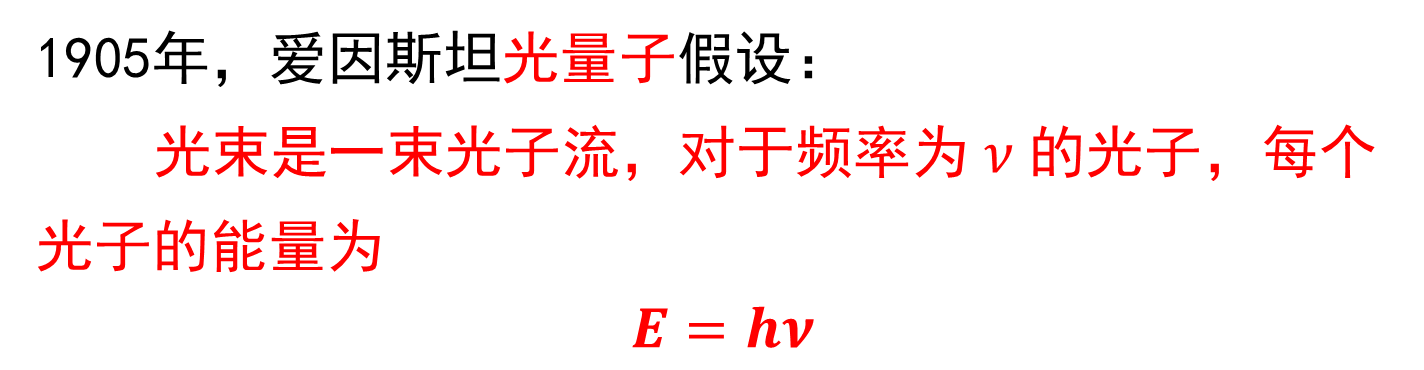 1905年，爱因斯坦光量子假设：
光束是一束光子流，对于频率为 ν 的光子，每个
光子的能量为
E = hν